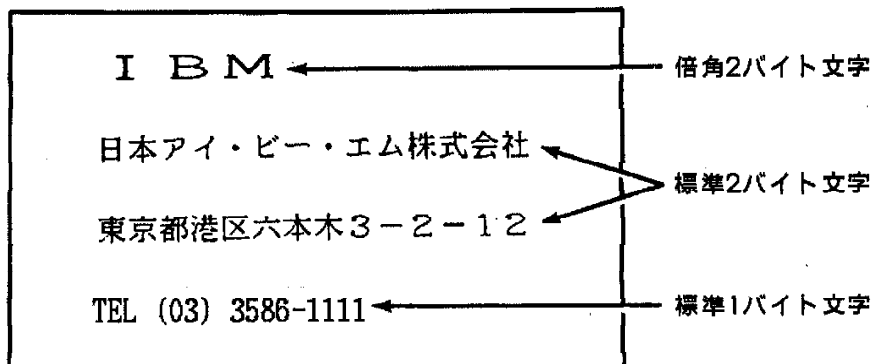 ＩＢＭ
倍角2バイト文字
日本アイ・ビー・エム株式会社
標準2バイト文字
東京都港区六本木３－２－１２
TEL (03) 3586-1111
標準1バイト文字